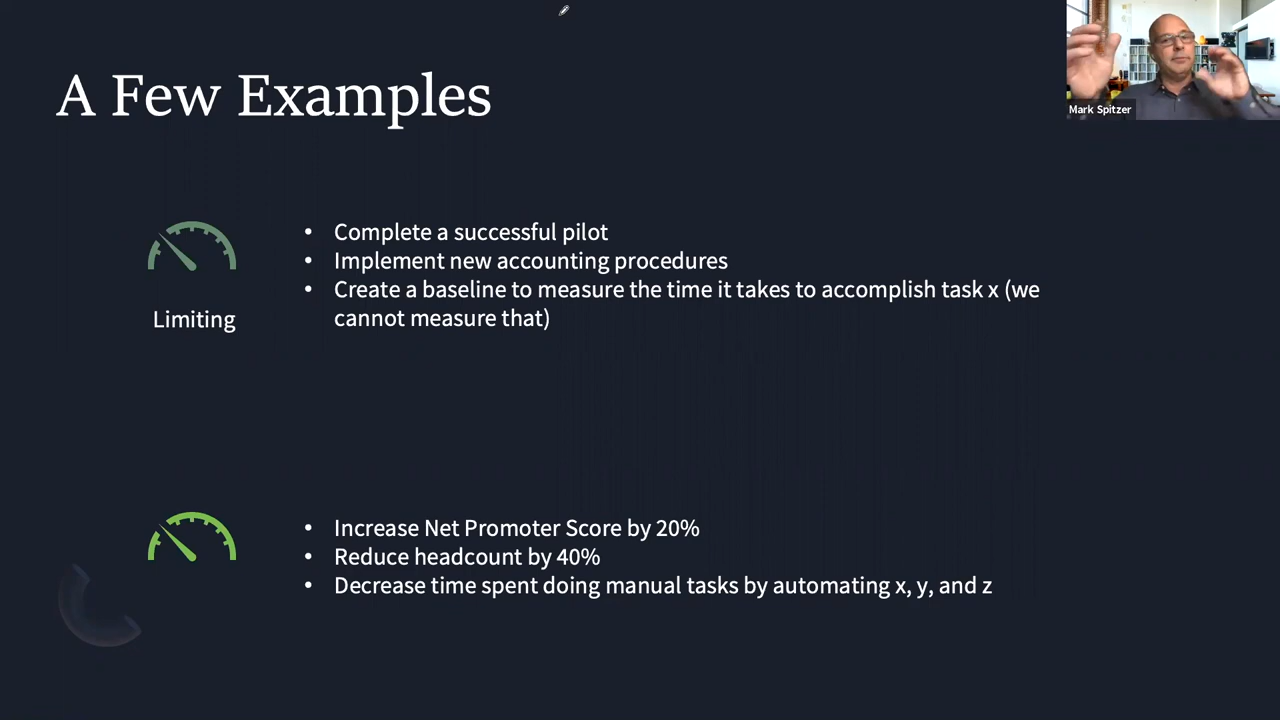 A Few Examples
Mark Spitzer
• Complete a successful pilot
• Implement new accounting procedures
• Create a baseline to measure the time it takes to accomplish task x (we
cannot measure that)
Limiting
• Increase Net Promoter Score by 20%
• Reduce headcount by 40%
• Decrease time spent doing manual tasks by automating x, y, and z